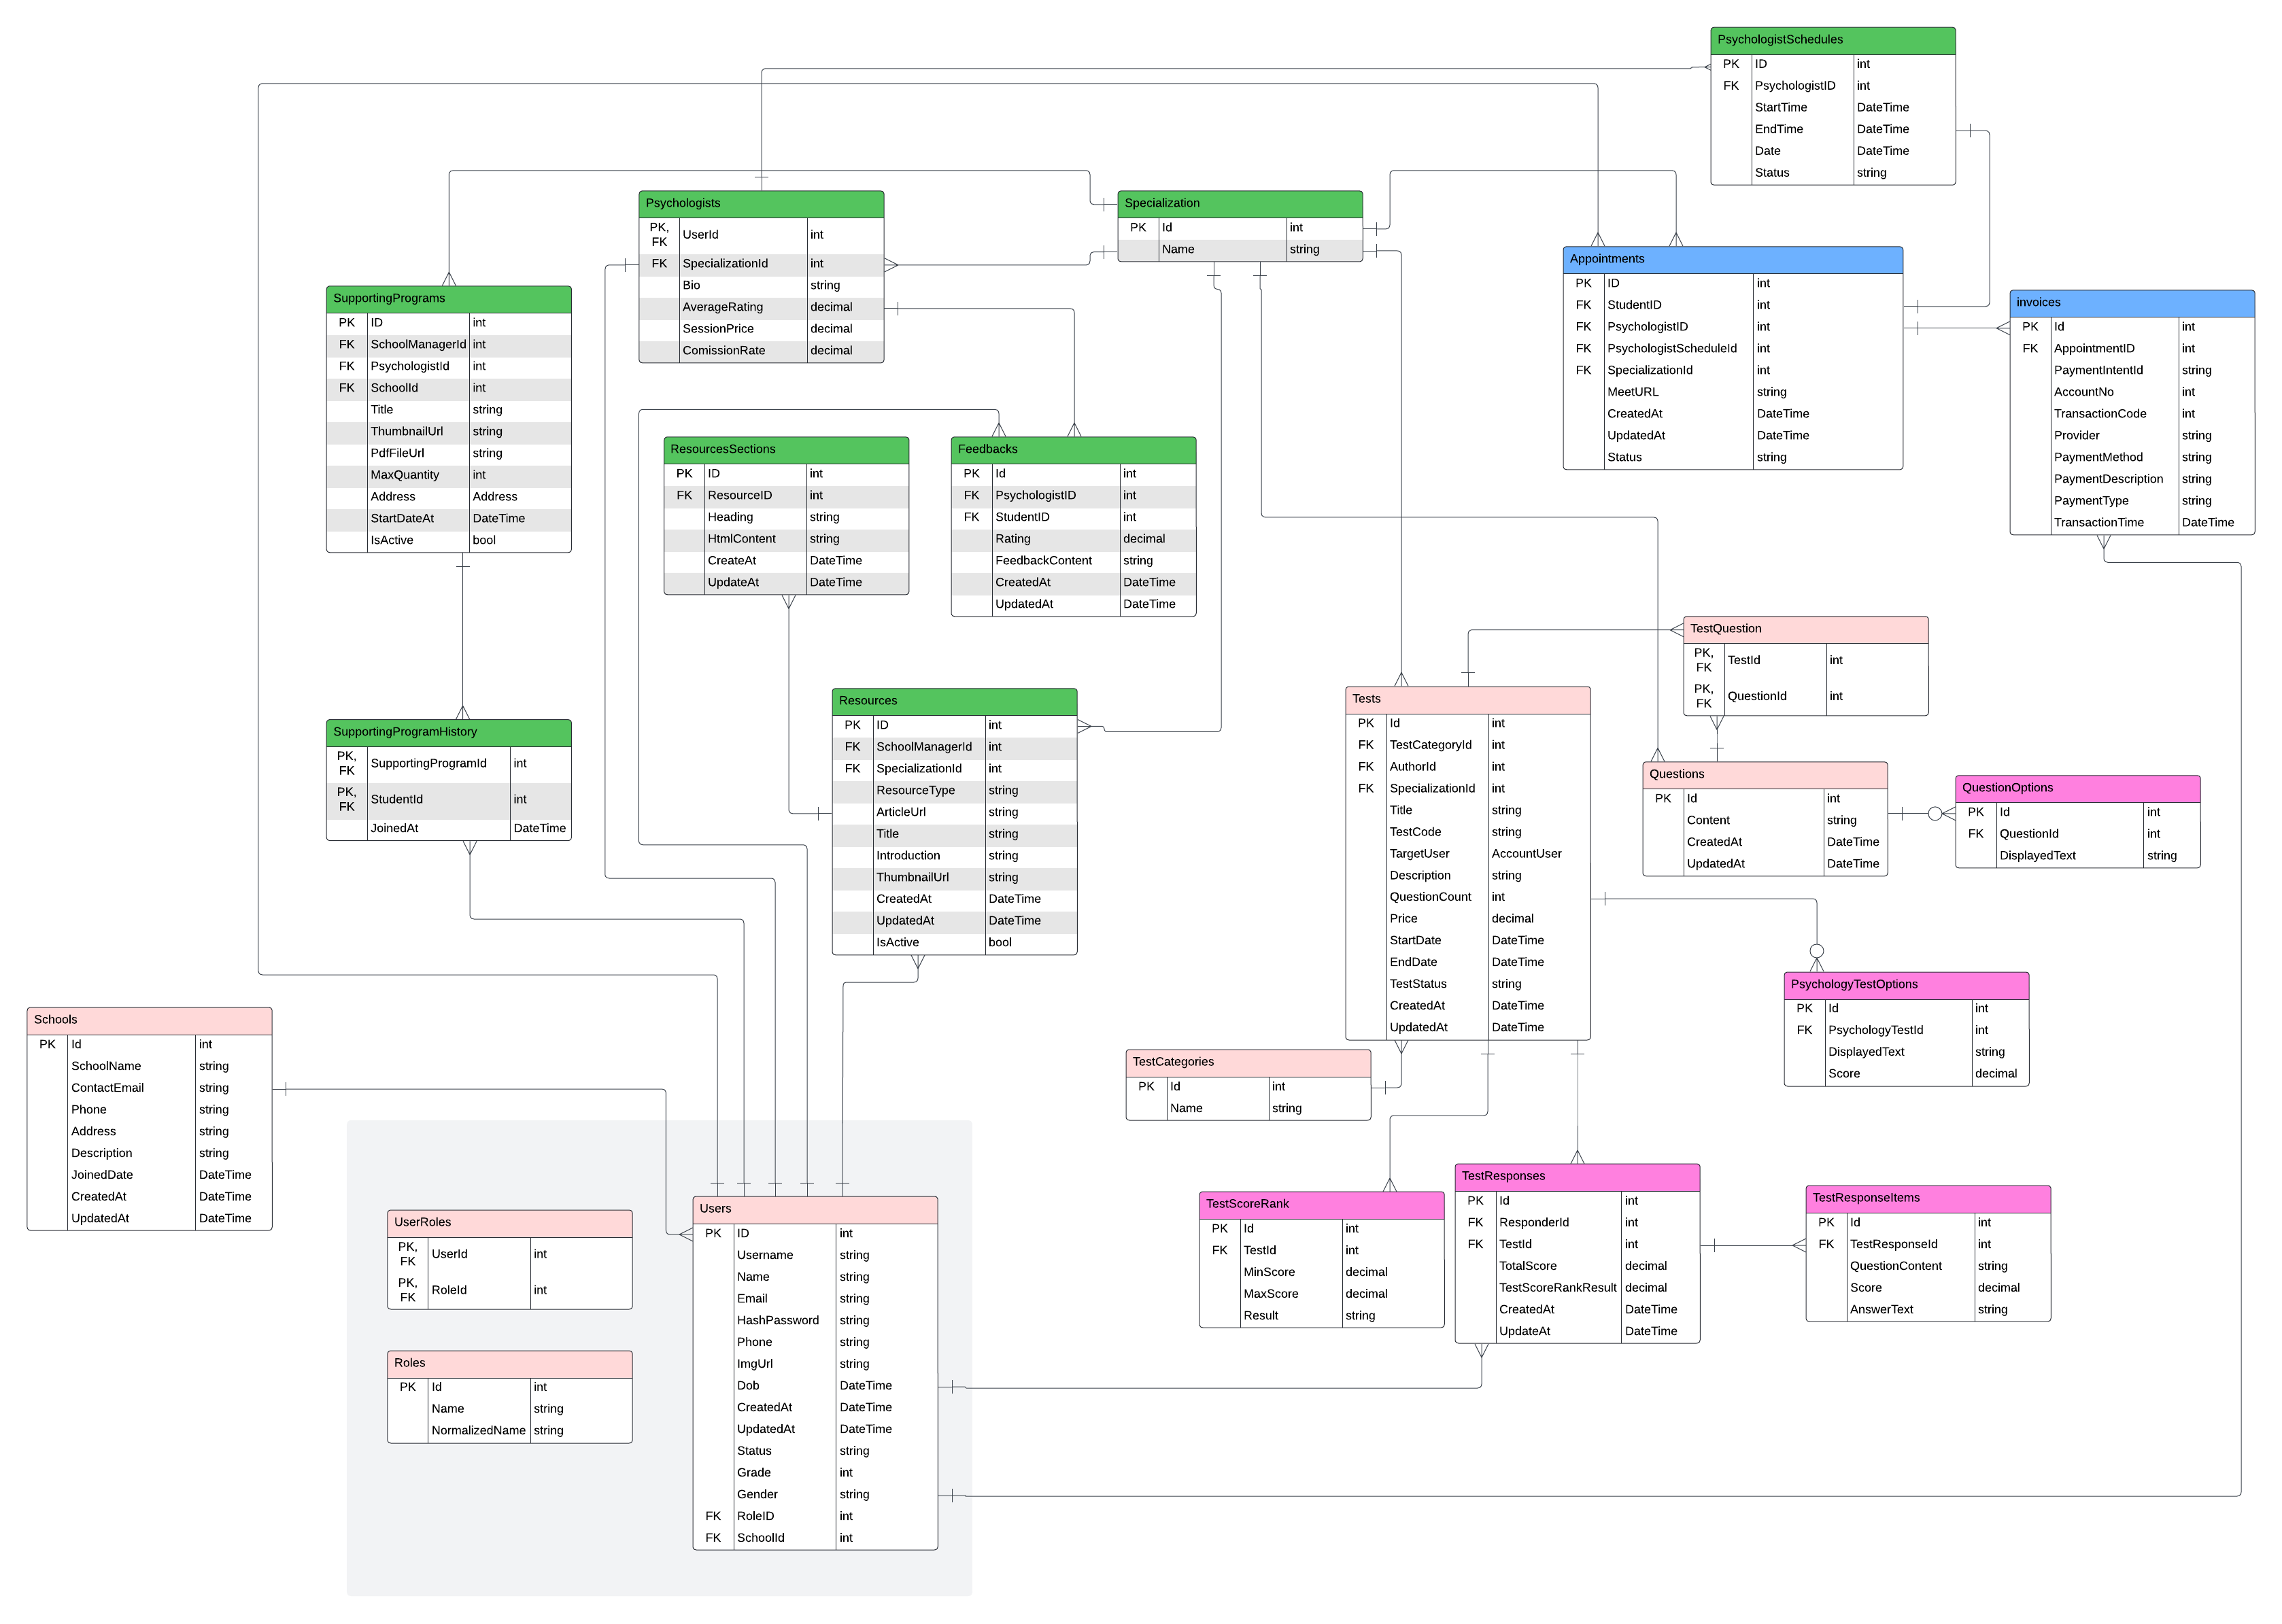 PsychologistSchedules
PK ID int
FK PsychologistID int
StartTime DateTime
EndTime DateTime
Date DateTime
Status string
Psychologists
PK, FK UserId int
FK SpecializationId int
Bio string
AverageRating decimal
SessionPrice decimal
ComissionRate decimal
Specialization
PK Id int
Name string
Appointments
PK ID int
FK StudentID int
FK PsychologistID int
FK PsychologistScheduleId int
FK SpecializationId int
MeetURL string
CreatedAt DateTime
UpdatedAt DateTime
Status string
SupportingPrograms
PK ID int
FK SchoolManagerId int
FK PsychologistId int
FK SchoolId int
Title string
ThumbnailUrl string
PdfFileUrl string
MaxQuantity int
Address Address
StartDateAt DateTime
IsActive bool
invoices
PK Id int
FK AppointmentID int
PaymentIntentId string
AccountNo int
TransactionCode int
Provider string
PaymentMethod string
PaymentDescription string
PaymentType string
TransactionTime DateTime
ResourcesSections
PK ID int
FK ResourceID int
Heading string
HtmlContent string
CreateAt DateTime
UpdateAt DateTime
Feedbacks
PK Id int
FK PsychologistID int
FK StudentID int
Rating decimal
FeedbackContent string
CreatedAt DateTime
UpdatedAt DateTime
TestQuestion
PK, FK TestId int
PK, FK QuestionId int
Resources
PK ID int
FK SchoolManagerId int
FK SpecializationId int
ResourceType string
ArticleUrl string
Title string
Introduction string
ThumbnailUrl string
CreatedAt DateTime
UpdatedAt DateTime
IsActive bool
Tests
PK Id int
FK TestCategoryId int
FK AuthorId int
FK SpecializationId int
Title string
TestCode string
TargetUser AccountUser
Description string
QuestionCount int
Price decimal
StartDate DateTime
EndDate DateTime
TestStatus string
CreatedAt DateTime
UpdatedAt DateTime
SupportingProgramHistory
PK, FK SupportingProgramId int
PK, FK StudentId int
JoinedAt DateTime
Questions
PK Id int
Content string
CreatedAt DateTime
UpdatedAt DateTime
QuestionOptions
PK Id int
FK QuestionId int
DisplayedText string
PsychologyTestOptions
PK Id int
FK PsychologyTestId int
DisplayedText string
Score decimal
Schools
PK Id int
SchoolName string
ContactEmail string
Phone string
Address string
Description string
JoinedDate DateTime
CreatedAt DateTime
UpdatedAt DateTime
TestCategories
PK Id int
Name string
TestResponses
PK Id int
FK ResponderId int
FK TestId int
TotalScore decimal
TestScoreRankResult decimal
CreatedAt DateTime
UpdateAt DateTime
TestResponseItems
PK Id int
FK TestResponseId int
QuestionContent string
Score decimal
AnswerText string
TestScoreRank
PK Id int
FK TestId int
MinScore decimal
MaxScore decimal
Result string
Users
PK ID int
Username string
Name string
Email string
HashPassword string
Phone string
ImgUrl string
Dob DateTime
CreatedAt DateTime
UpdatedAt DateTime
Status string
Grade int
Gender string
FK RoleID int
FK SchoolId int
UserRoles
PK, FK UserId int
PK, FK RoleId int
Roles
PK Id int
Name string
NormalizedName string